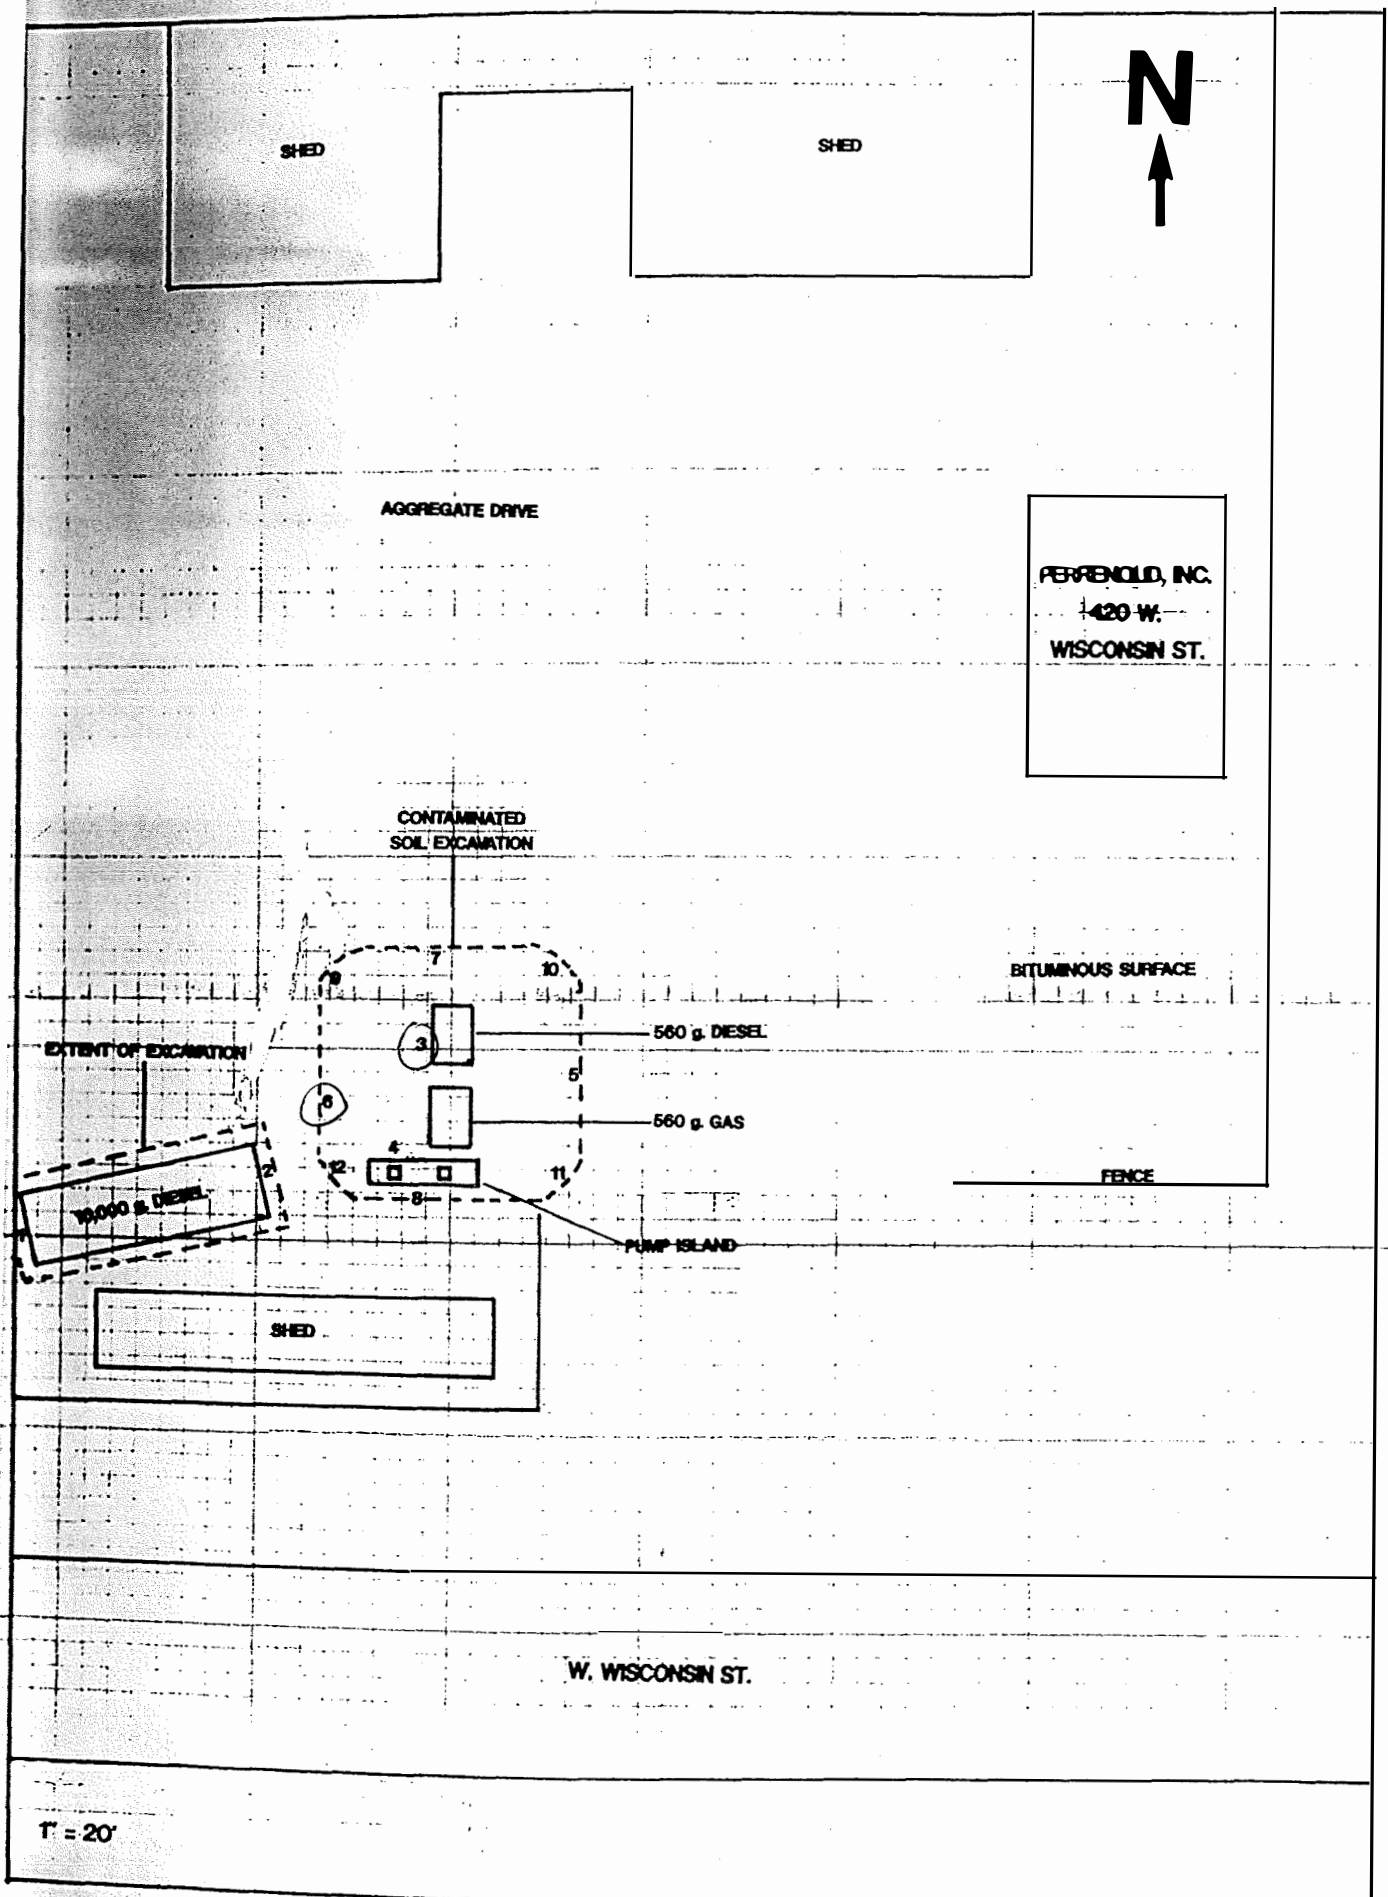 N
SHED
SHED
AGGREGATE DRIVE
PERRENOUD, INC.
420 W.
WISCONSIN ST.
CONTAMINATED
SOIL EXCAVATION
7
9
10
BITUMINOUS SURFACE
560 g. DIESEL
3
EXTENT OF EXCAVATION
5
6
560 g. GAS
4
12
2
11
FENCE
8
10,000 g. DIESEL
PUMP ISLAND
SHED
W. WISCONSIN ST.
1" = 20'